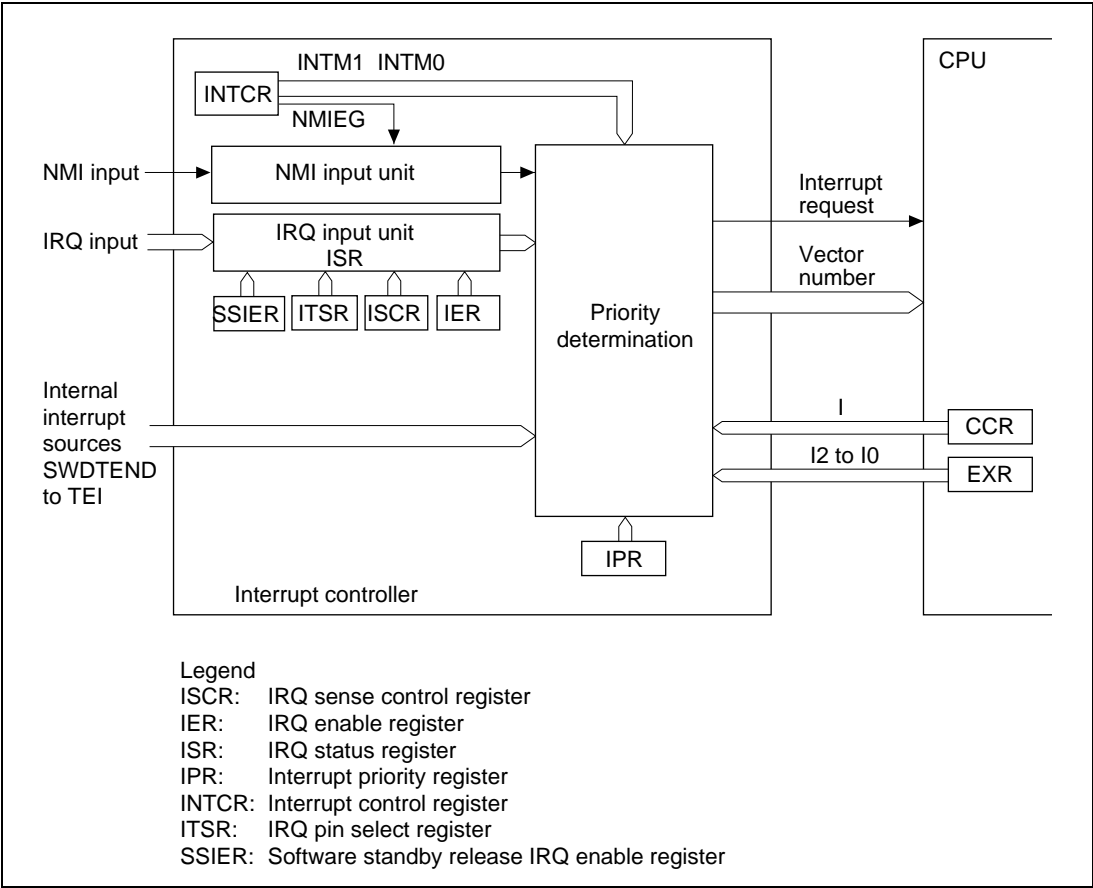 INTM1 INTM0
CPU
INTCR
NMIEG
NMI input
NMI input unit
Interrupt
request
IRQ input
IRQ input unit
ISR
Vector
number
SSIER
ITSR
ISCR
IER
Priority
determination
Internal
interrupt
sources
SWDTEND
to TEI
I
CCR
I2 to I0
EXR
IPR
Interrupt controller
Legend
ISCR: IRQ sense control register
IER: IRQ enable register
ISR: IRQ status register
IPR: Interrupt priority register
INTCR: Interrupt control register
ITSR: IRQ pin select register
SSIER: Software standby release IRQ enable register